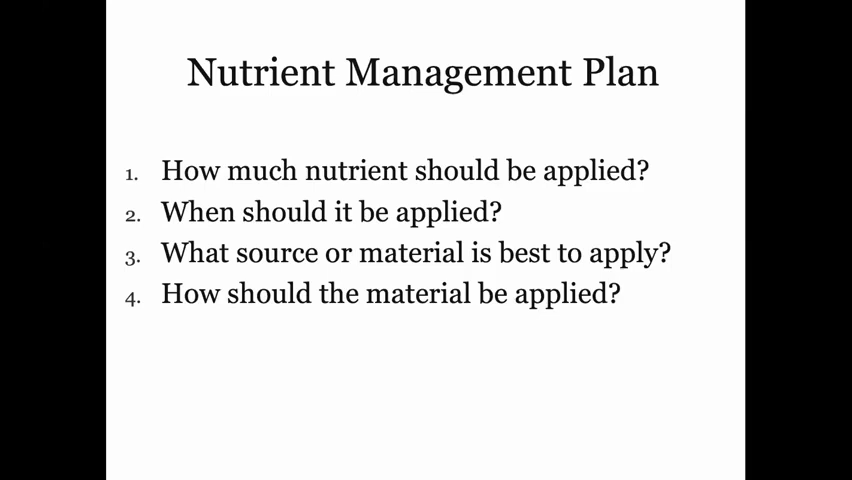 Nutrient Management Plan
1. How much nutrient should be applied?
2. When should it be applied?
3. What source or material is best to apply?
4. How should the material be applied?